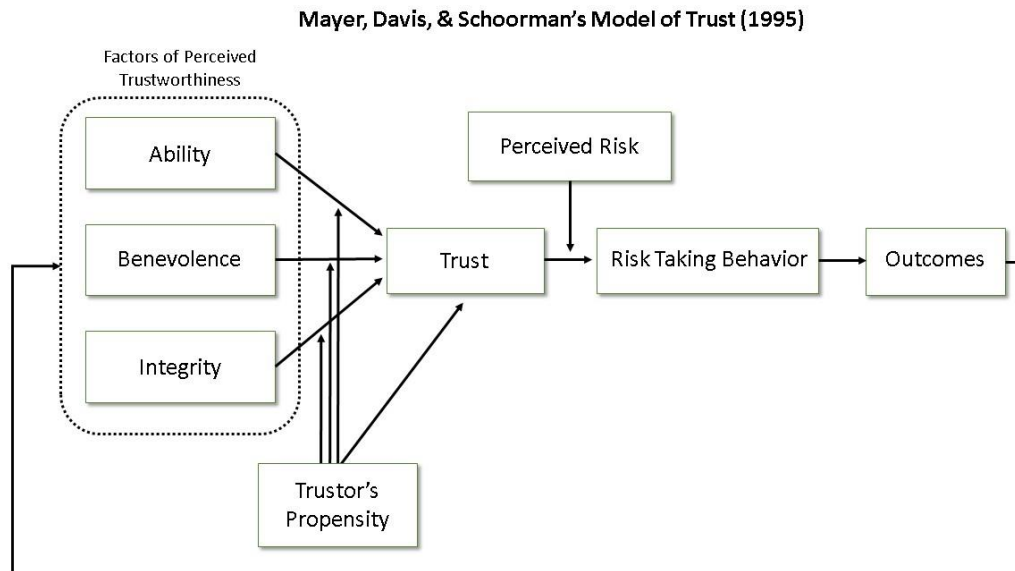 Mayer, Davis, & Schoorman's Model of Trust (1995)
Factors of Perceived
Trustworthiness
Ability
Perceived Risk
Benevolence
Trust
Risk Taking Behavior
Outcomes
Integrity
Trustor's
Propensity